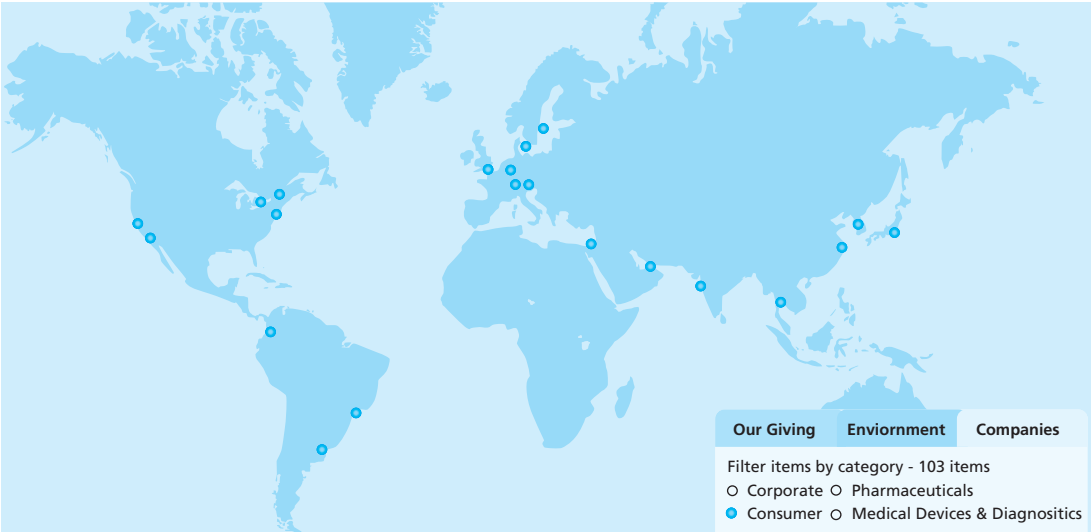 Our Giving Enviornment Companies
Filter items by category - 103 items
Corporate Pharmaceuticals
Consumer Medical Devices & Diagnositics